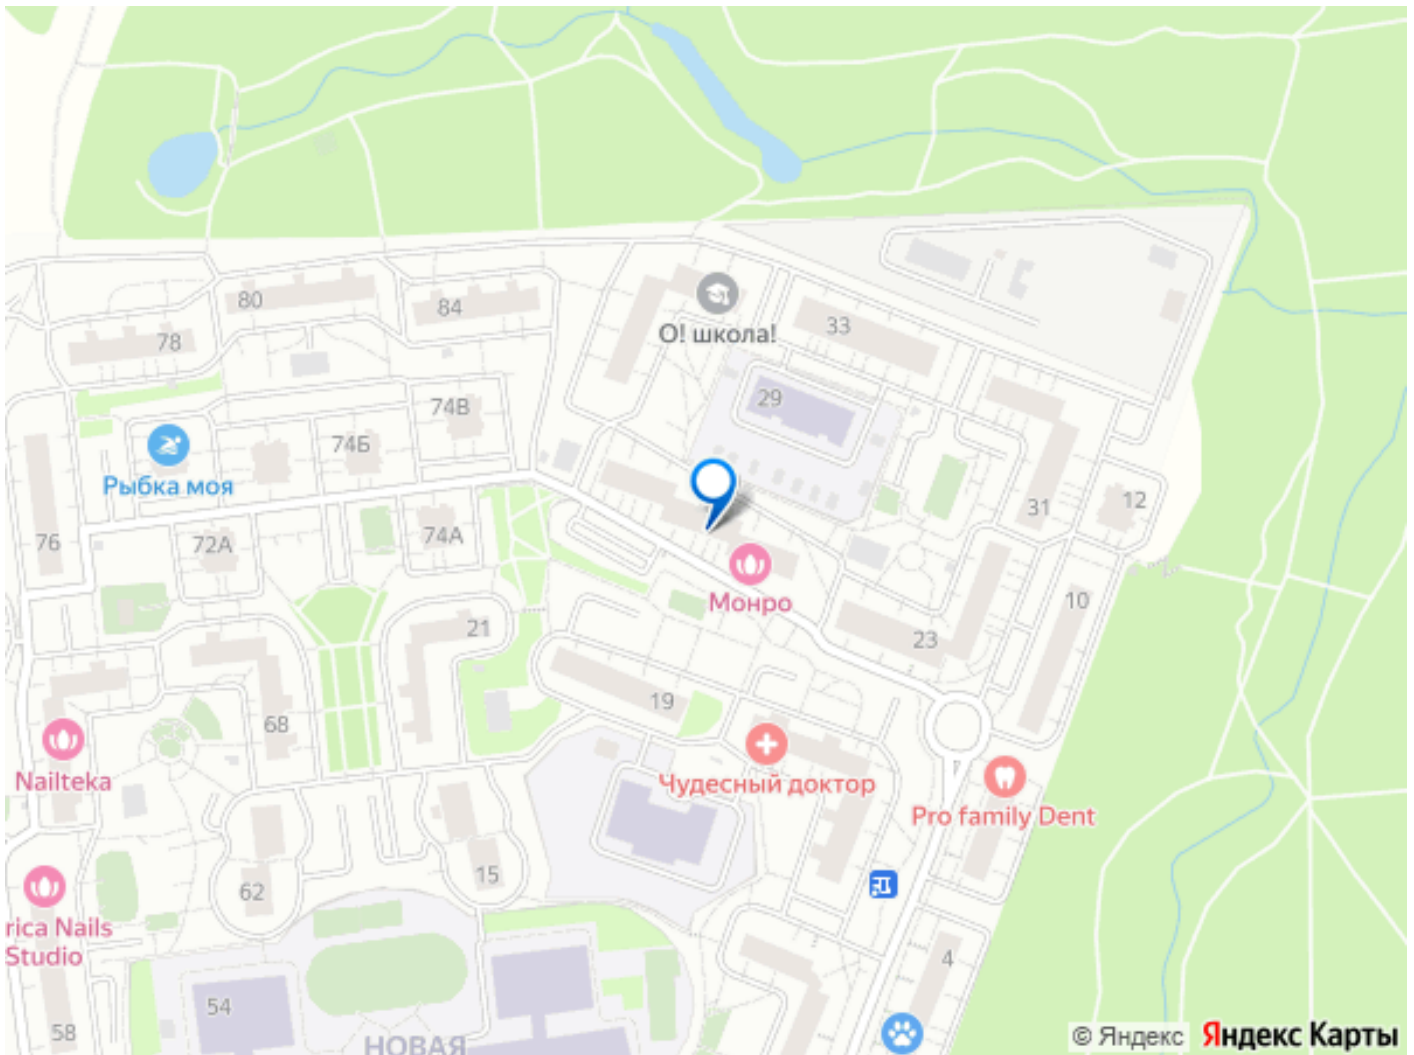 80
84
78
О! школа!
33
29
74В
74Б
Рыбка моя
76
72А
74А
31
12
Монро
10
21
23
19
68
Nailteka
Чудесный доктор
Pro family Dent
62
15
rica Nails
Studio
4
54
58
НОВАЯ
© Яндекс Яндекс Карты